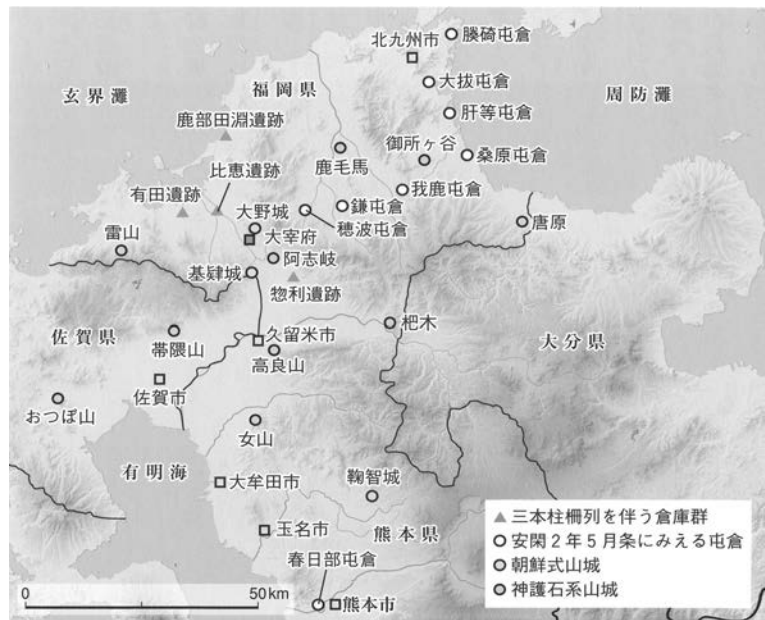 北九州市
䞉碕屯倉
大抜屯倉
肝等屯倉
周防灘
玄界灘
福岡県
鹿部田淵遺跡
比恵遺跡
有田遺跡
鹿毛馬
御所ヶ谷
桑原屯倉
我鹿屯倉
鎌屯倉
穂波屯倉
大野城
大宰府
阿志岐
唐原
雷山
基肄城
惣利遺跡
佐賀県
帯隈山
久留米市
高良山
杷木
大分県
おつぼ山
佐賀市
女山
有明海
大牟田市
鞠智城
玉名市
熊本県
春日部屯倉
熊本市
0
50km
三本柱柵列を伴う倉庫群
安閑2年5月条にみえる屯倉
朝鮮式山城
神護石系山城